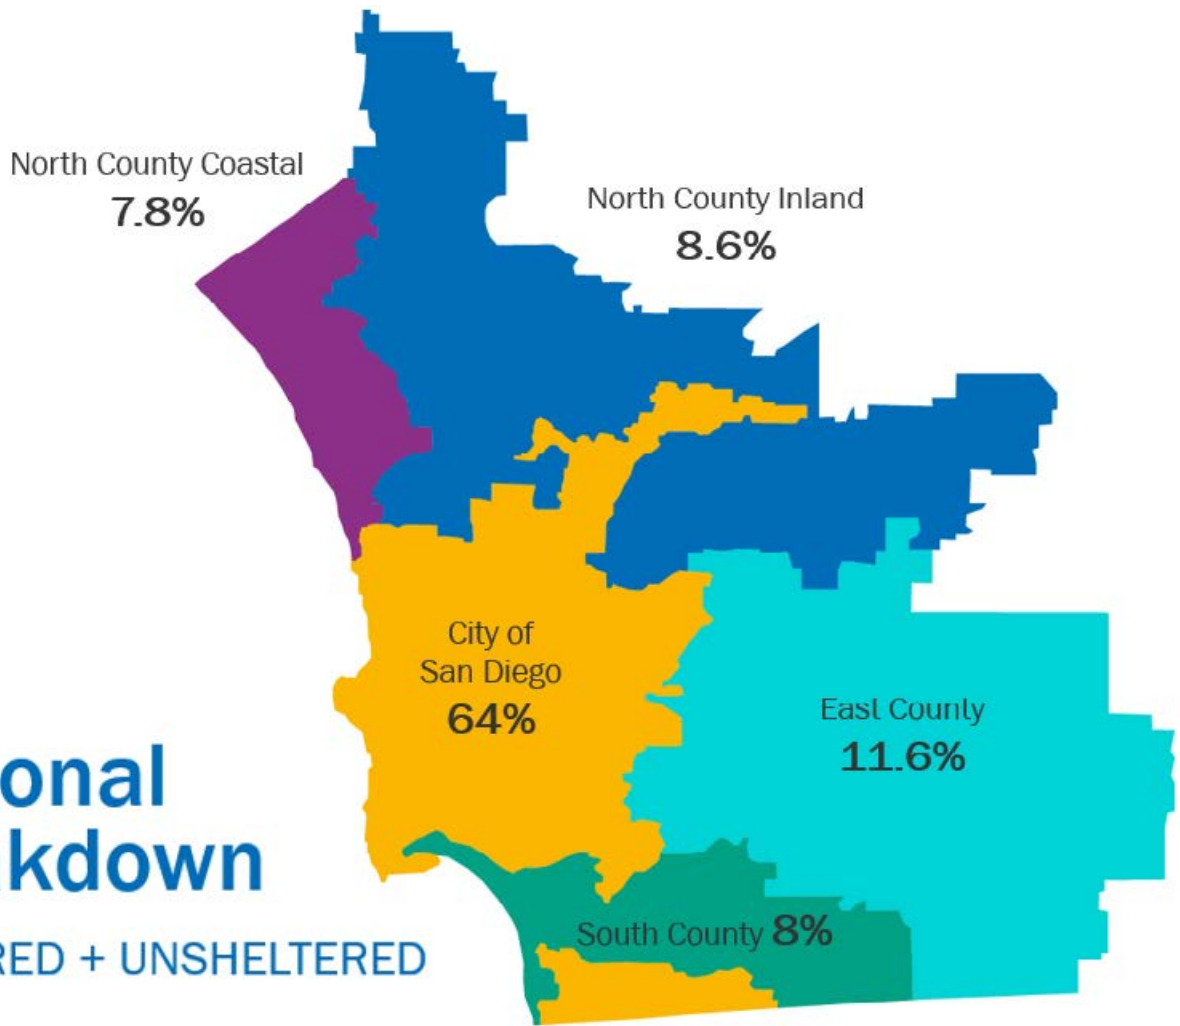 North County Coastal
7.8%
North County Inland
8.6%
City of
San Diego
64%
East County
11.6%
South County 8%
onal
kdown
RED + UNSHELTERED